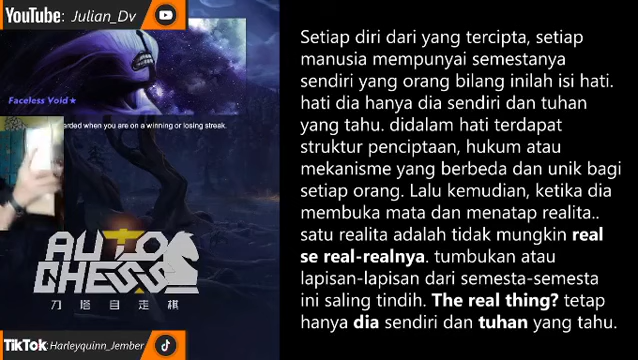 YouTube: Julian_Dv
Faceless Void★
arded when you are on a winning or losing streak.
AUTO
CHESS
刀塔自走棋
TikTok: Harleyquinn_Jember
Setiap diri dari yang tercipta, setiap
manusia mempunyai semestanya
sendiri yang orang bilang inilah isi hati.
hati dia hanya dia sendiri dan tuhan
yang tahu. didalam hati terdapat
struktur penciptaan, hukum atau
mekanisme yang berbeda dan unik bagi
setiap orang. Lalu kemudian, ketika dia
membuka mata dan menatap realita..
satu realita adalah tidak mungkin real
se real-realnya. tumbukan atau
lapisan-lapisan dari semesta-semesta
ini saling tindih. The real thing? tetap
hanya dia sendiri dan tuhan yang tahu.